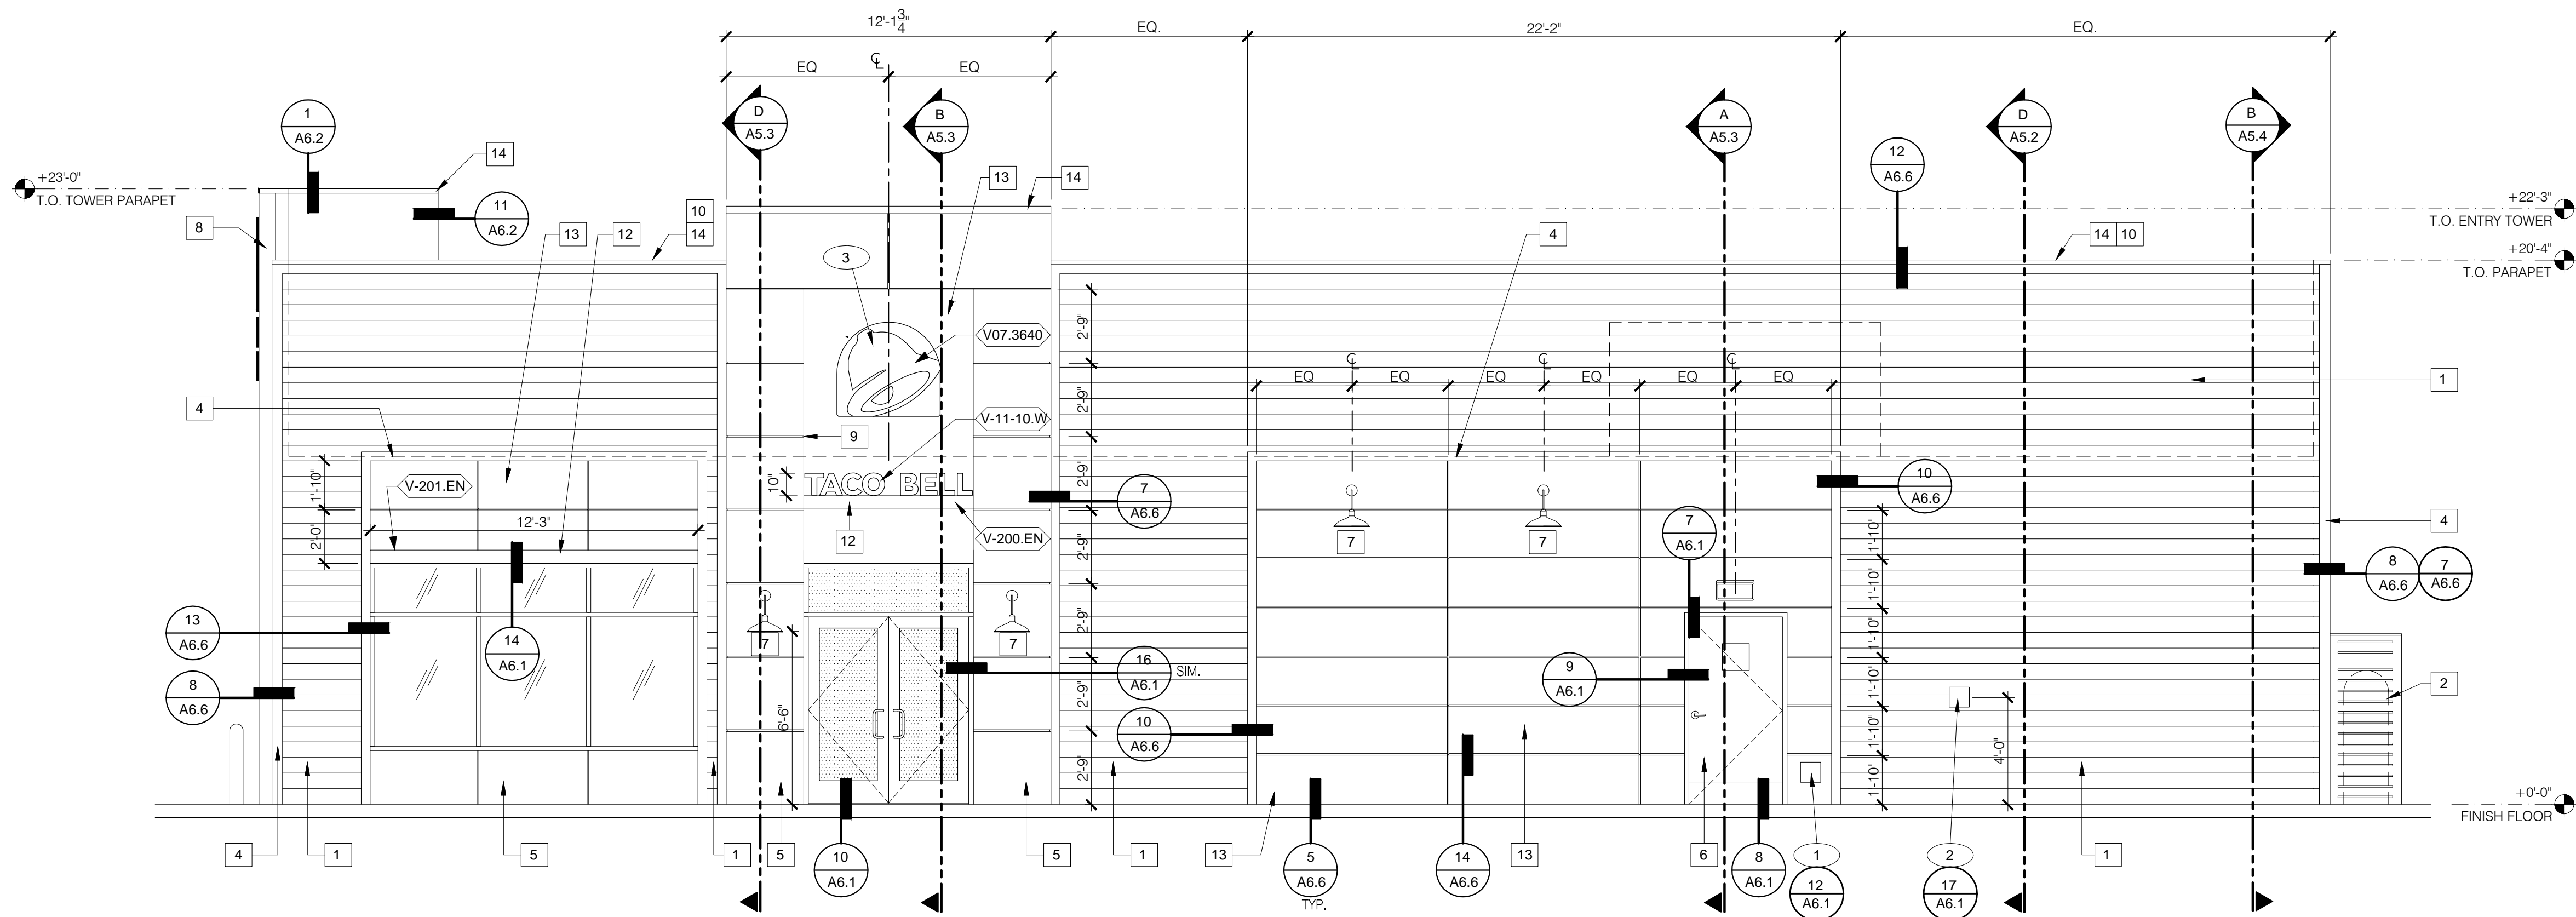 12'-1 3/4"
EQ.
22'-2"
EQ.
EQ
EQ
1
A6.2
D
A5.3
B
A5.3
A
A5.3
D
A5.2
B
A5.4
12
A6.6
14
+23'-0"
T.O. TOWER PARAPET
11
A6.2
13
14
10
14
8
13
12
+22'-3"
T.O. ENTRY TOWER
4
14 10
+20'-4"
T.O. PARAPET
3
V07.3640
2'-9"
EQ
EQ
EQ
EQ
EQ
EQ
1
4
2'-9"
V-11-10.W
9
1'-10"
V-201.EN
10"
TACO BELL
2'-9"
7
A6.6
10
A6.6
12'-3"
2'-0"
12
V-200.EN
2'-9"
7
7
7
A6.1
1'-10"
4
8
A6.6
7
A6.6
1'-10"
13
A6.6
14
A6.1
7
7
2'-9"
16
A6.1
SIM.
9
A6.1
1'-10"
8
A6.6
6'-6"
2'-9"
10
A6.6
1'-10"
2
1'-10"
4'-0"
2'-9"
1'-10"
+0'-0"
FINISH FLOOR
4
1
5
1
5
10
A6.1
5
1
13
5
A6.6
TYP.
14
A6.6
13
6
8
A6.1
1
12
A6.1
2
17
A6.1
1